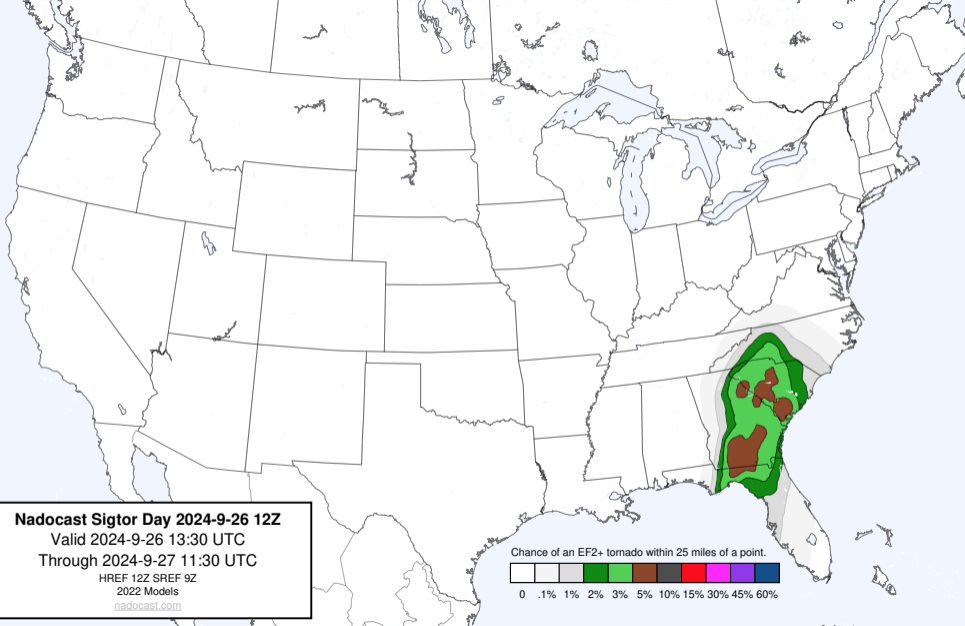 Nadocast Sigtor Day 2024-9-26 12Z
Valid 2024-9-26 13:30 UTC
Through 2024-9-27 11:30 UTC
HREF 12Z SREF 9Z
2022 Models
nadocast.com
Chance of an EF2+ tornado within 25 miles of a point.
0 .1% 1% 2% 3% 5% 10% 15% 30% 45% 60%